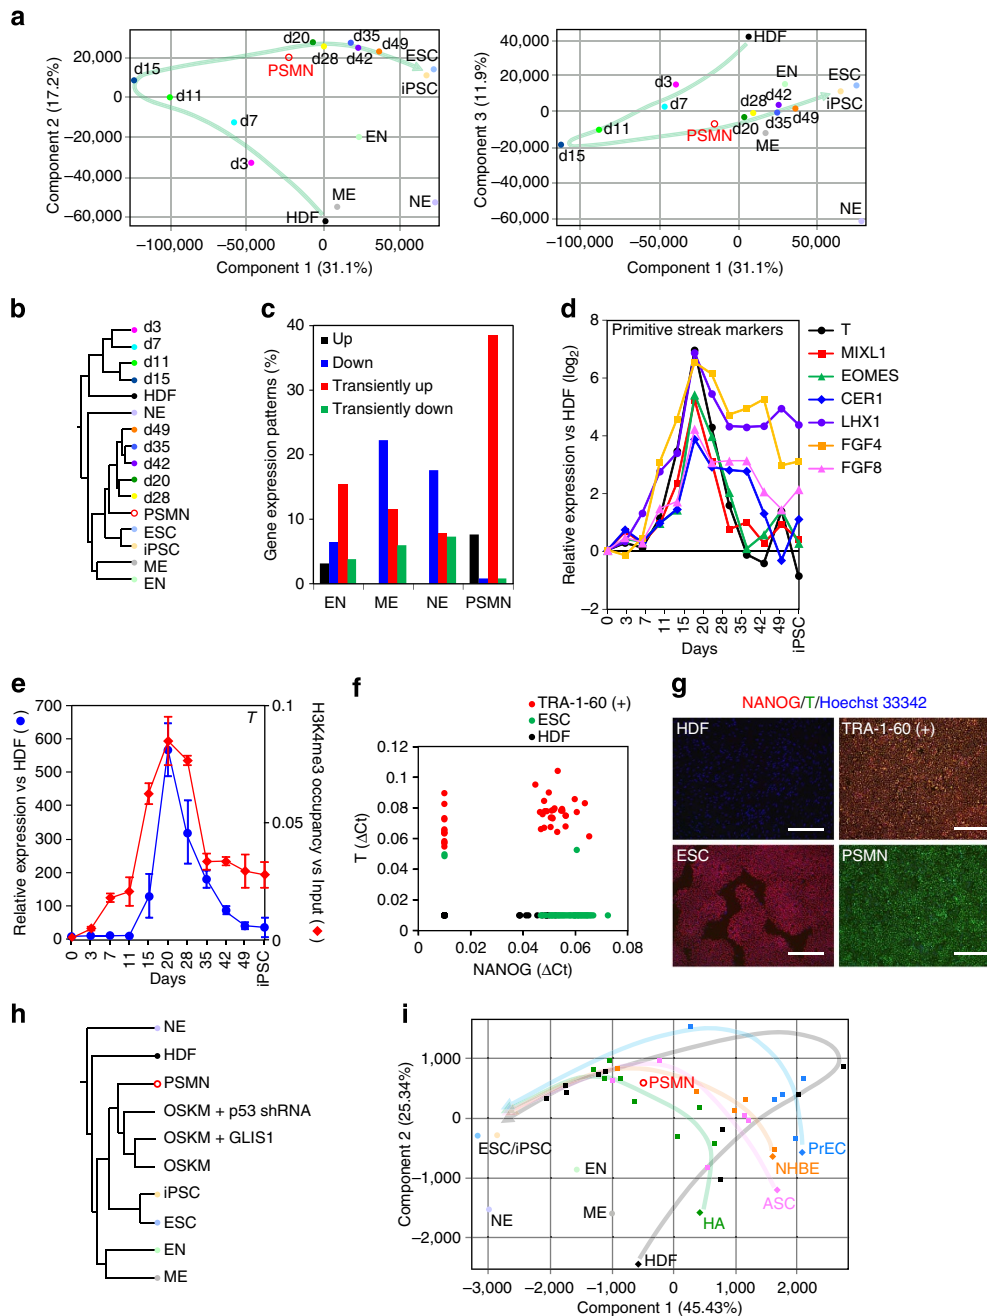 a
Component 2 (17.2%)
20,000
0
−20,000
−40,000
−60,000
−100,000
−50,000
0
50,000
Component 1 (31.1%)
d20
d35
d28
d42
d49
ESC
iPSC
PSMN
d15
d11
d7
d3
EN
ME
NE
HDF
Component 3 (11.9%)
40,000
20,000
0
−20,000
−40,000
−60,000
−100,000
−50,000
0
50,000
Component 1 (31.1%)
HDF
d3
d7
d11
d15
PSMN
d20
d28
d35
d42
d49
EN
ESC
iPSC
ME
NE
b
d3
d7
d11
d15
HDF
NE
d49
d35
d42
d20
d28
PSMN
ESC
iPSC
ME
EN
c
Gene expression patterns (%)
40
30
20
10
0
Up
Down
Transiently up
Transiently down
EN
ME
NE
PSMN
d
Primitive streak markers
Relative expression vs HDF (log2)
8
6
4
2
0
−2
0
3
7
11
15
20
28
35
42
49
iPSC
Days
T
MIXL1
EOMES
CER1
LHX1
FGF4
FGF8
e
Relative expression vs HDF ( )
700
600
500
400
300
200
100
0
T
0.1
0.05
0
H3K4me3 occupancy vs Input ( )
0
3
7
11
15
20
28
35
42
49
iPSC
Days
f
TRA-1-60 (+)
ESC
HDF
T (ΔCt)
0.12
0.1
0.08
0.06
0.04
0.02
0
0
0.02
0.04
0.06
0.08
NANOG (ΔCt)
g
NANOG/T/Hoechst 33342
HDF
TRA-1-60 (+)
ESC
PSMN
h
NE
HDF
PSMN
OSKM + p53 shRNA
OSKM + GLIS1
OSKM
iPSC
ESC
EN
ME
i
Component 2 (25.34%)
1,000
0
−1,000
−2,000
−3,000
−2,000
−1,000
0
1,000
2,000
Component 1 (45.43%)
PSMN
ESC/iPSC
PrEC
NHBE
EN
ASC
NE
ME
HA
HDF